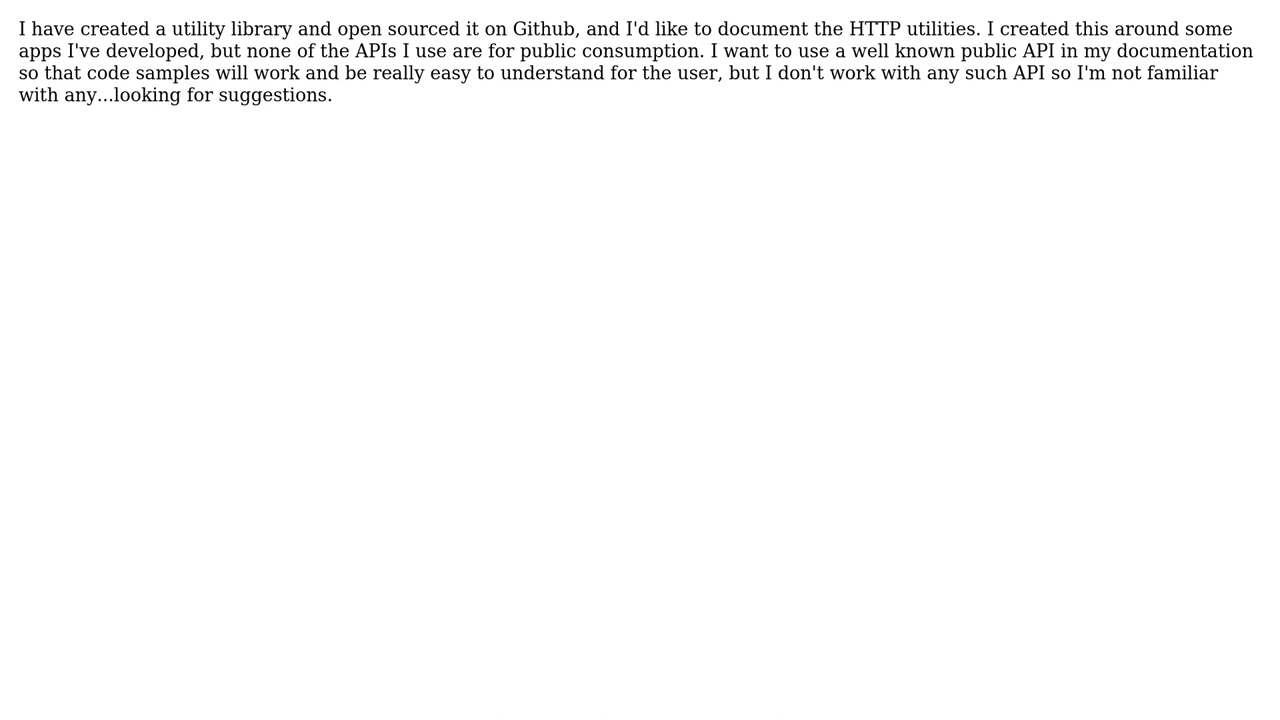 I have created a utility library and open sourced it on Github, and I'd like to document the HTTP utilities. I created this around some
apps I've developed, but none of the APIs I use are for public consumption. I want to use a well known public API in my documentation
so that code samples will work and be really easy to understand for the user, but I don't work with any such API so I'm not familiar
with any...looking for suggestions.